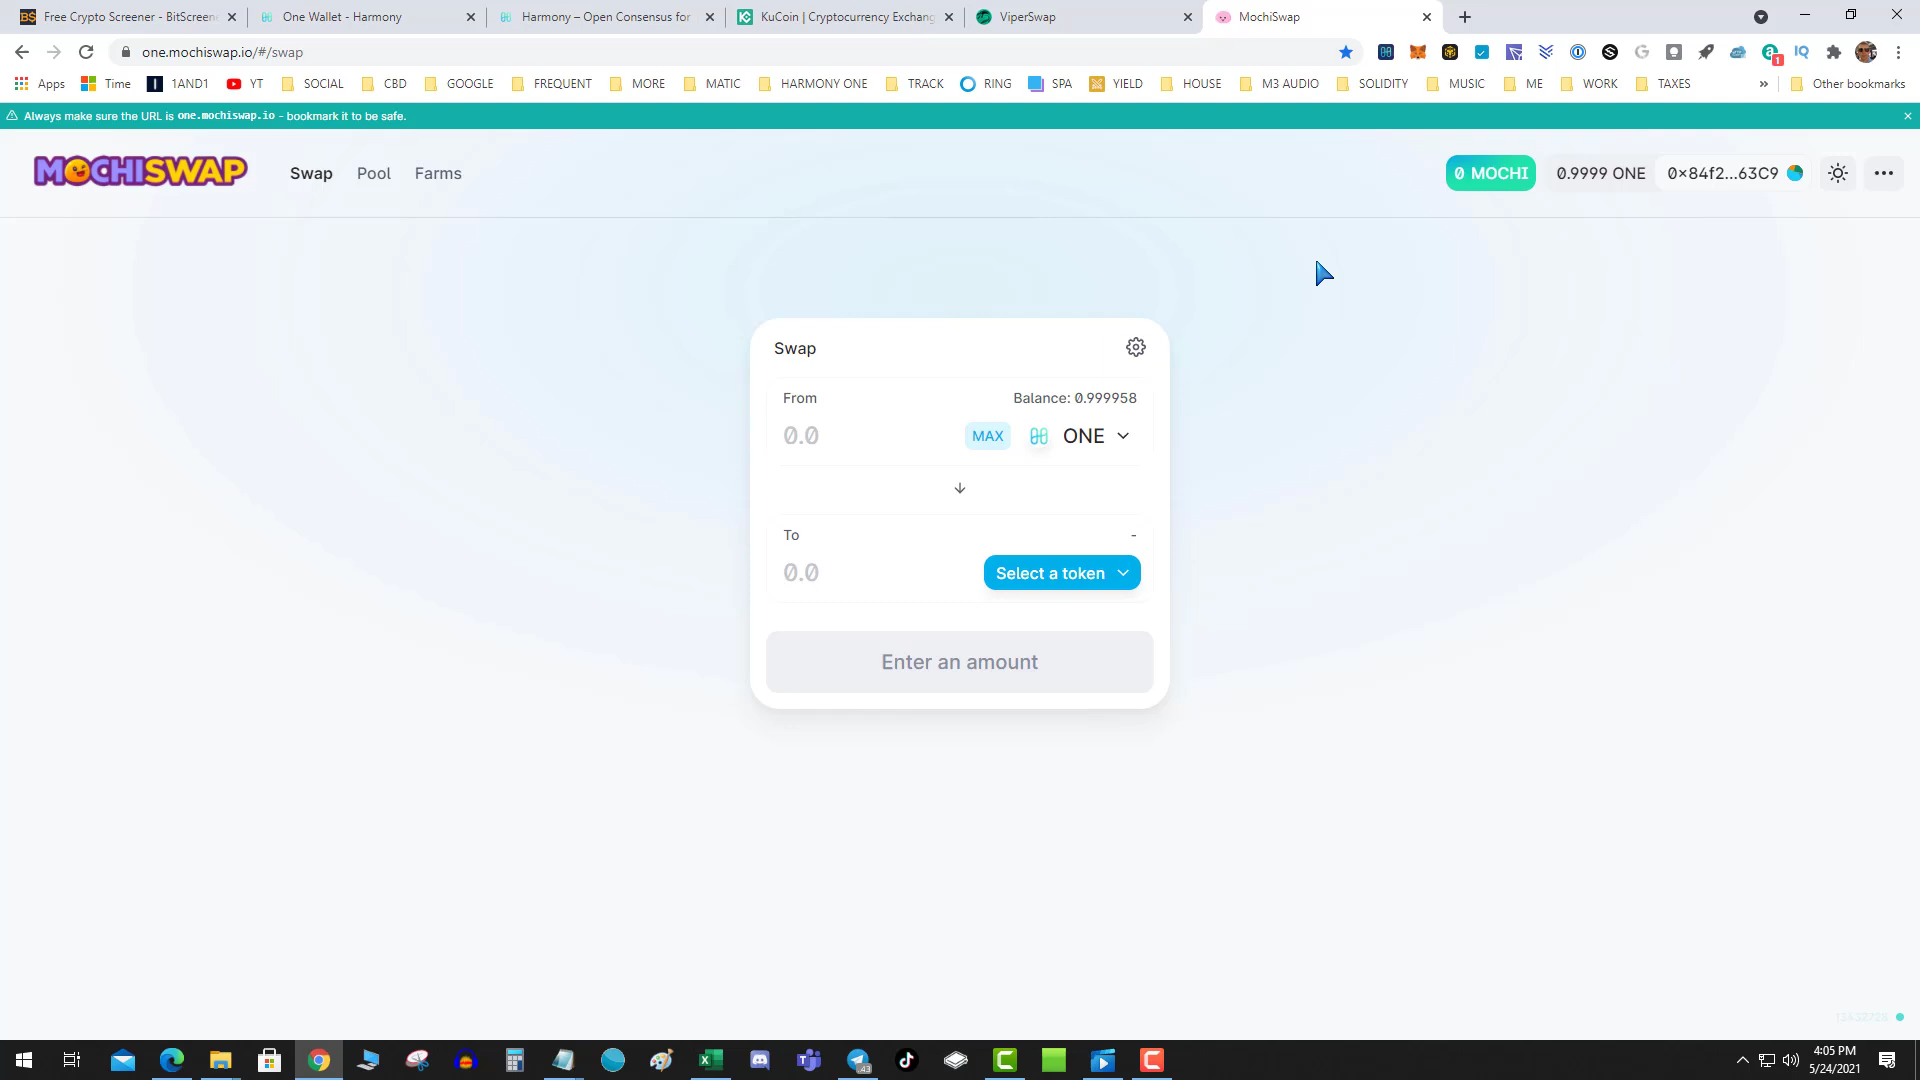 Free Crypto Screener - BitScreene
One Wallet - Harmony
Harmony – Open Consensus for
KuCoin | Cryptocurrency Exchang
ViperSwap
MochiSwap
one.mochiswap.io/#/swap
Apps
Time
1AND1
YT
SOCIAL
CBD
GOOGLE
FREQUENT
MORE
MATIC
HARMONY ONE
TRACK
RING
SPA
YIELD
HOUSE
M3 AUDIO
SOLIDITY
MUSIC
ME
WORK
TAXES
»
Other bookmarks
Always make sure the URL is one.mochiswap.io - bookmark it to be safe.
MOCHISWAP
Swap
Pool
Farms
0 MOCHI
0.9999 ONE
0×84f2...63C9
Swap
From
Balance: 0.999958
0.0
MAX
ONE
To
-
0.0
Select a token
Enter an amount
4:05 PM
5/24/2021